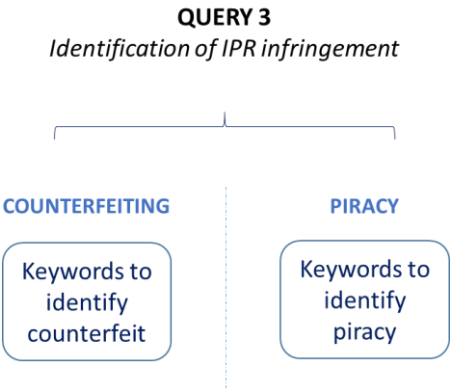 QUERY 3
Identification of IPR infringement
COUNTERFEITING
Keywords to
identify
counterfeit
PIRACY
Keywords to
identify
piracy